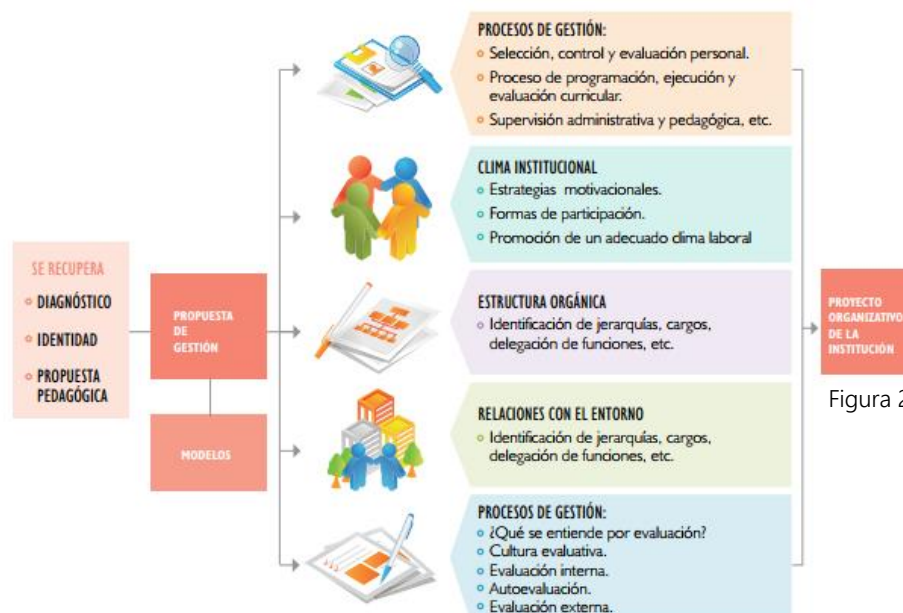 SE RECUPERA
DIAGNÓSTICO
IDENTIDAD
PROPUESTA
PEDAGÓGICA
PROPUESTA
DE
GESTIÓN
MODELOS
PROCESOS DE GESTIÓN:
Selección, control y evaluación personal.
Proceso de programación, ejecución y
evaluación curricular.
Supervisión administrativa y pedagógica, etc.
CLIMA INSTITUCIONAL
Estrategias motivacionales.
Formas de participación.
Promoción de un adecuado clima laboral
ESTRUCTURA ORGÁNICA
Identificación de jerarquías, cargos,
delegación de funciones, etc.
RELACIONES CON EL ENTORNO
Identificación de jerarquías, cargos,
delegación de funciones, etc.
PROCESOS DE GESTIÓN:
¿Qué se entiende por evaluación?
Cultura evaluativa.
Evaluación interna.
Autoevaluación.
Evaluación externa.
PROYECTO
ORGANIZATIVO
DE LA
INSTITUCIÓN
Figura 2